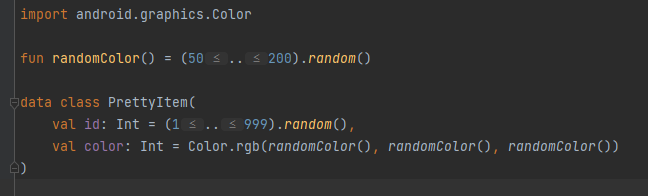 import android.graphics.Color
fun randomColor() = (50 ≤ .. ≤ 200).random()
data class PrettyItem(
val id: Int = (1 ≤ .. ≤ 999).random(),
val color: Int = Color.rgb(randomColor(), randomColor(), randomColor())
)